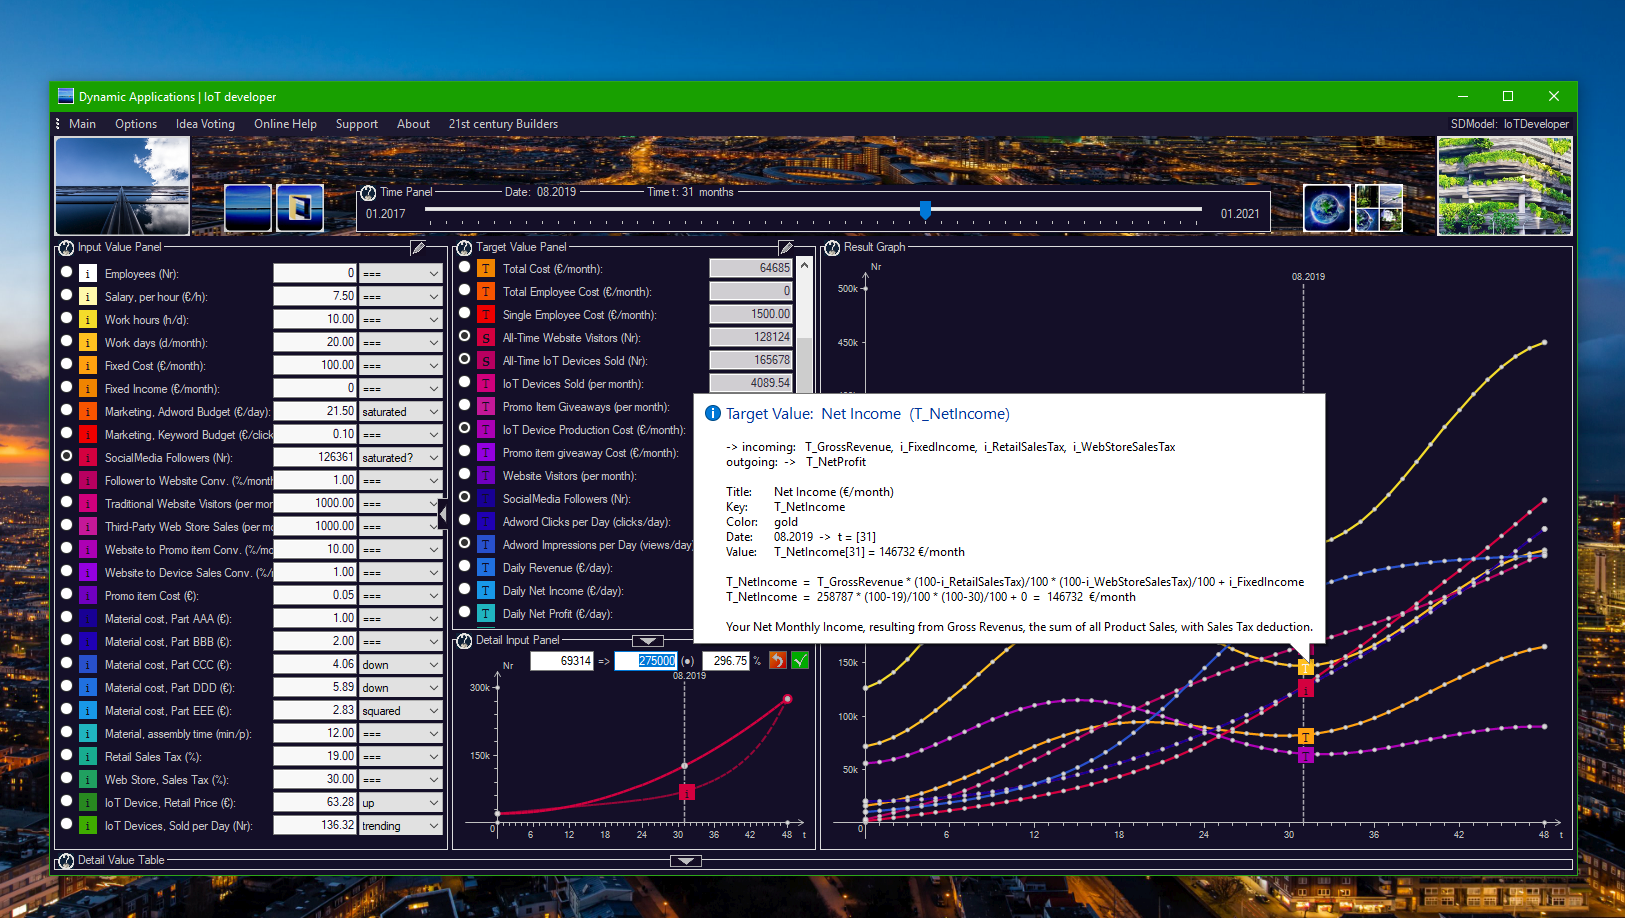 Dynamic Applications | IoT developer
Main Options Idea Voting Online Help Support About 21st century Builders SDModel: IoTDeveloper
Time Panel Date: 08.2019 Time t: 31 months
01.2017 01.2021
Input Value Panel
i Employees (Nr): 0 ===
i Salary, per hour (€/h): 7.50 ===
i Work hours (h/d): 10.00 ===
i Work days (d/month): 20.00 ===
i Fixed Cost (€/month): 100.00 ===
i Fixed Income (€/month): 0 ===
i Marketing, Adword Budget (€/day): 21.50 saturated
i Marketing, Keyword Budget (€/click 0.10 ===
i SocialMedia Followers (Nr): 126361 saturated?
i Follower to Website Conv. (%/month 1.00 ===
i Traditional Website Visitors (per mor 1000.00 ===
i Third-Party Web Store Sales (per mo 1000.00 ===
i Website to Promo item Conv. (%/mo 10.00 ===
i Website to Device Sales Conv. (%/ 1.00 ===
i Promo item Cost (€): 0.05 ===
i Material cost, Part AAA (€): 1.00 ===
i Material cost, Part BBB (€): 2.00 ===
i Material cost, Part CCC (€): 4.06 down
i Material cost, Part DDD (€): 5.89 down
i Material cost, Part EEE (€): 2.83 squared
i Material, assembly time (min/p): 12.00 ===
i Retail Sales Tax (%): 19.00 ===
i Web Store, Sales Tax (%): 30.00 ===
i IoT Device, Retail Price (€): 63.28 up
i IoT Devices, Sold per Day (Nr): 136.32 trending
Target Value Panel
T Total Cost (€/month): 64685
T Total Employee Cost (€/month): 0
T Single Employee Cost (€/month): 1500.00
S All-Time Website Visitors (Nr): 128124
S All-Time IoT Devices Sold (Nr): 165678
T IoT Devices Sold (per month): 4089.54
T Promo Item Giveaways (per month):
T IoT Device Production Cost (€/month):
T Promo item giveaway Cost (€/month):
T Website Visitors (per month):
T SocialMedia Followers (Nr):
T Adword Clicks per Day (clicks/day):
T Adword Impressions per Day (views/day)
T Daily Revenue (€/day):
T Daily Net Income (€/day):
T Daily Net Profit (€/day):
Detail Input Panel
Nr 69314 => 275000 (●) 296.75 %
08.2019
300k
150k
i
0 6 12 18 24 30 36 42 48 t
Result Graph
Nr
08.2019
500k
450k
Target Value: Net Income (T_NetIncome)
-> incoming: T_GrossRevenue, i_FixedIncome, i_RetailSalesTax, i_WebStoreSalesTax
outgoing: -> T_NetProfit
Title: Net Income (€/month)
Key: T_NetIncome
Color: gold
Date: 08.2019 -> t = [31]
Value: T_NetIncome[31] = 146732 €/month
T_NetIncome = T_GrossRevenue * (100-i_RetailSalesTax)/100 * (100-i_WebStoreSalesTax)/100 + i_FixedIncome
T_NetIncome = 258787 * (100-19)/100 * (100-30)/100 + 0 = 146732 €/month
Your Net Monthly Income, resulting from Gross Revenus, the sum of all Product Sales, with Sales Tax deduction.
150k
T
i
100k
T
T
50k
0 6 12 18 24 30 36 42 48 t
Detail Value Table